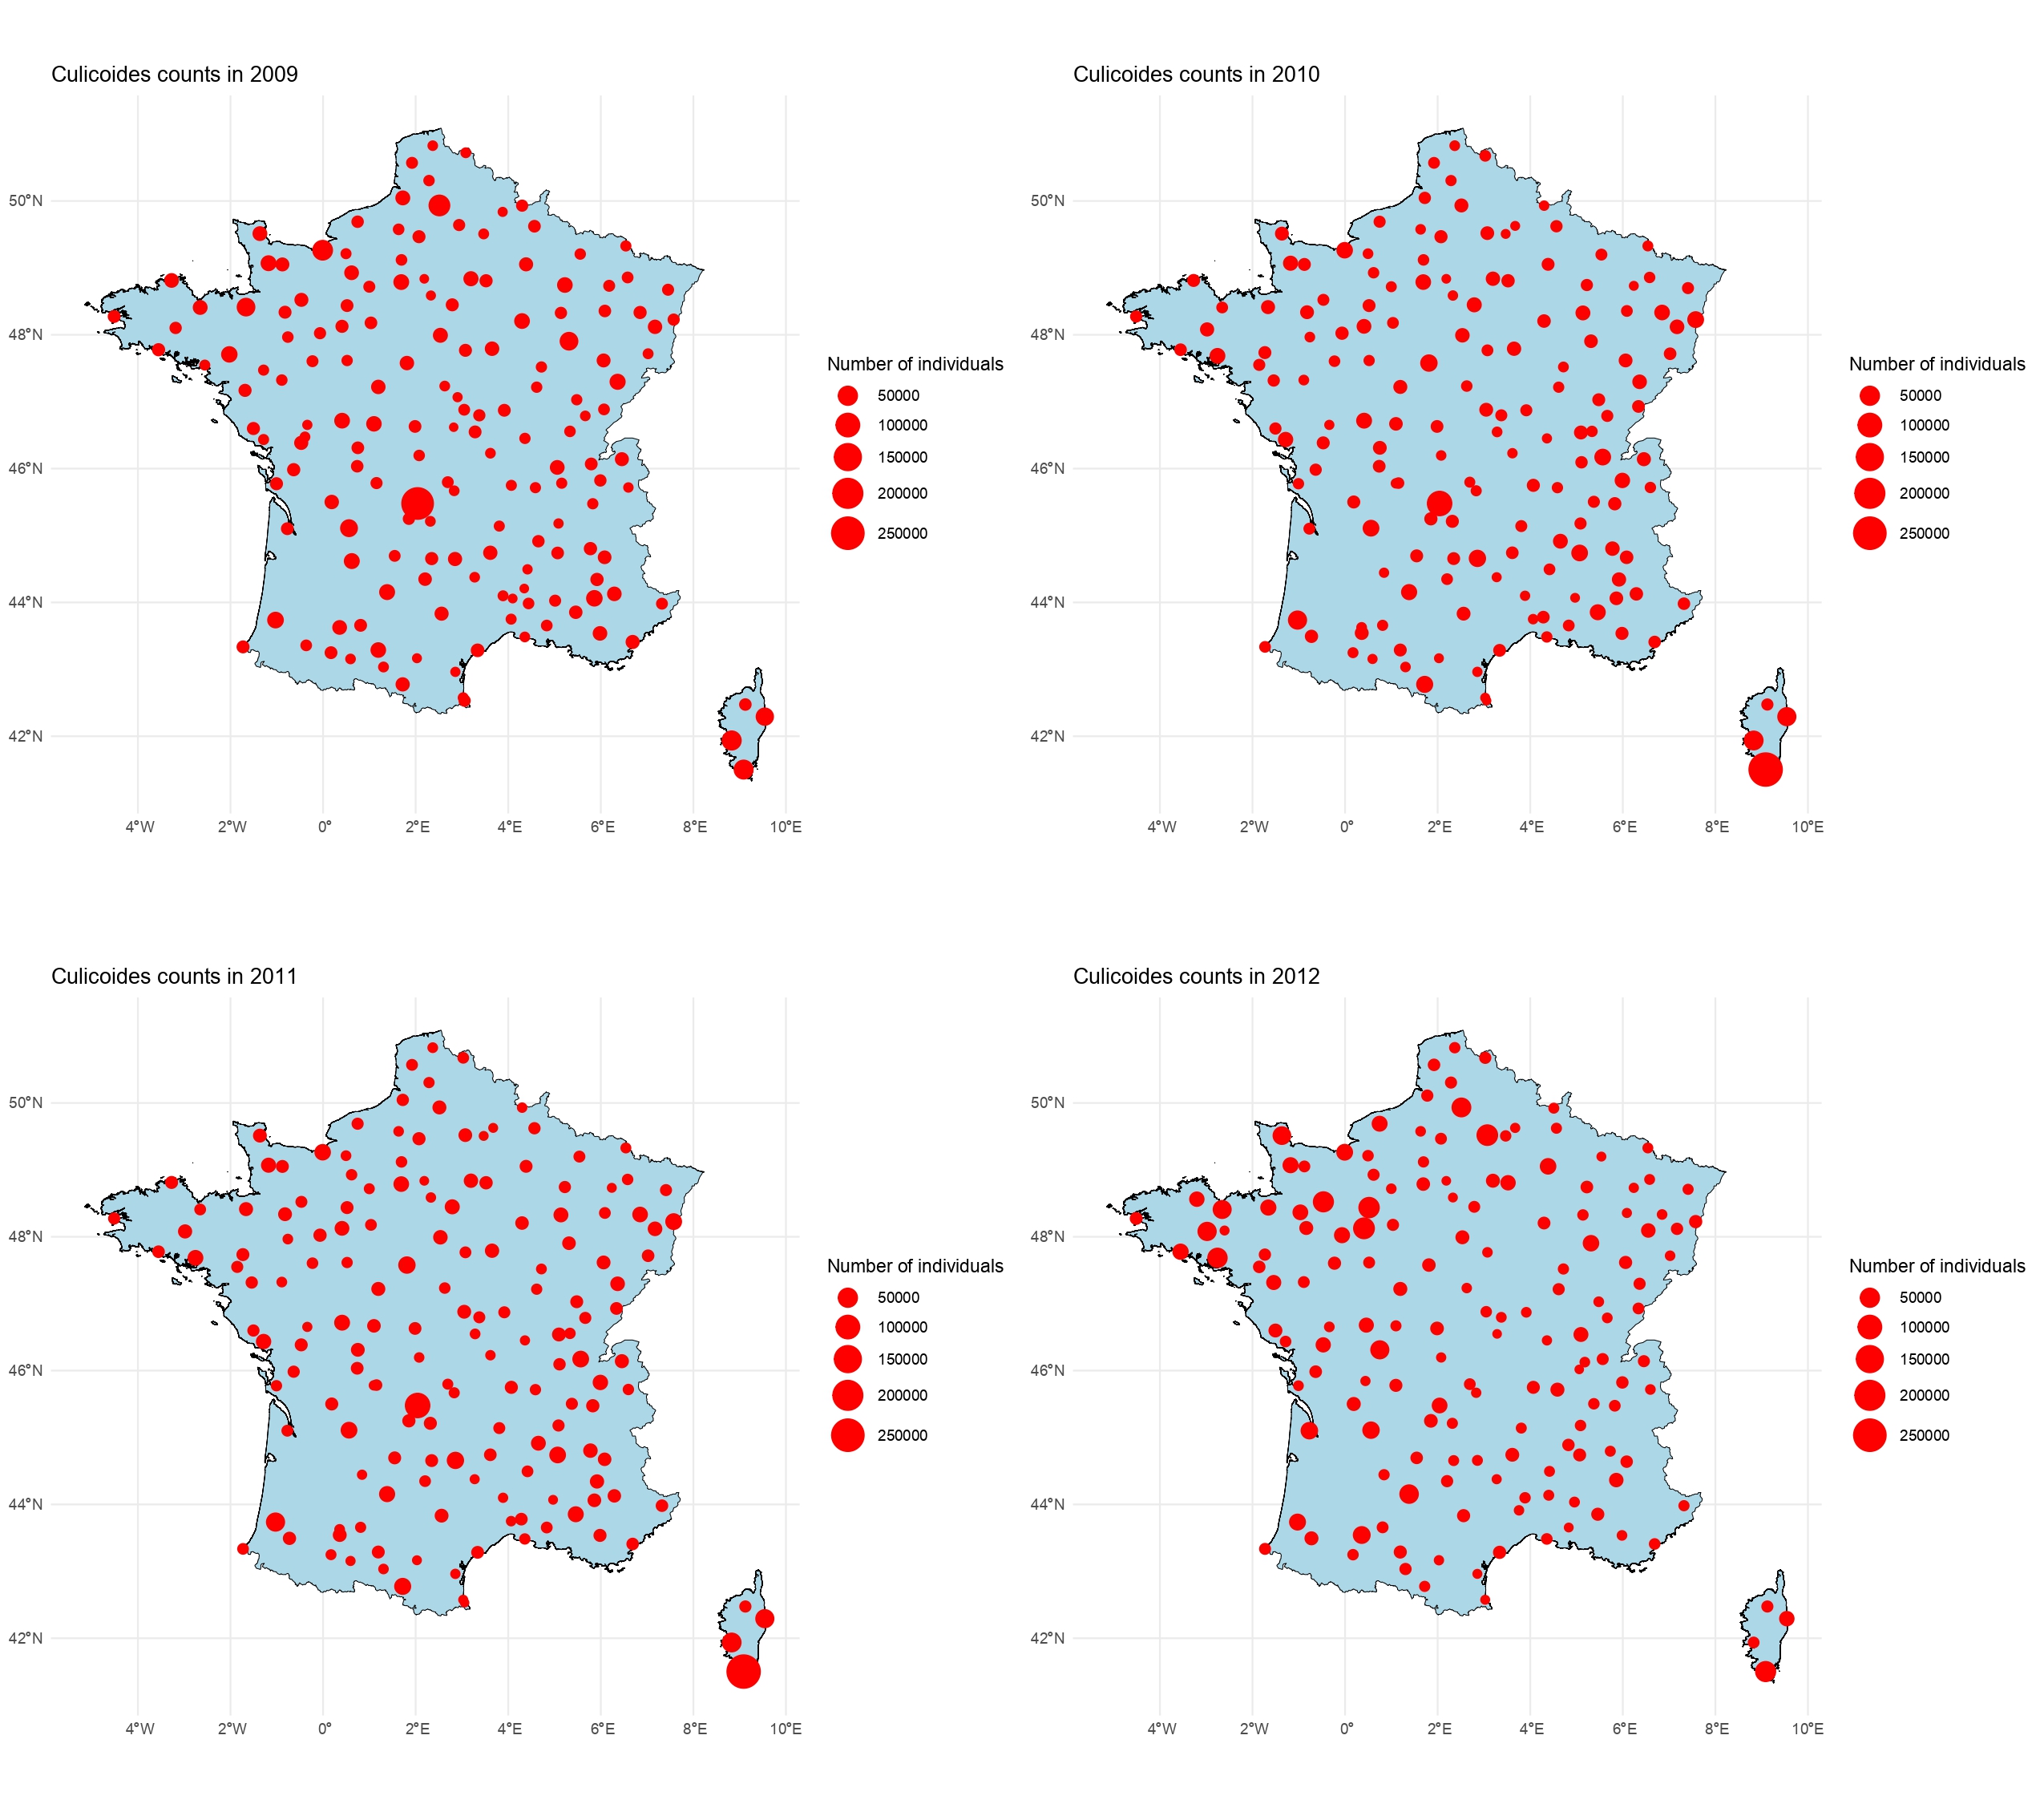 Culicoides counts in 2009
50°N
48°N
46°N
44°N
42°N
4°W
2°W
0°
2°E
4°E
6°E
8°E
10°E
Number of individuals
50000
100000
150000
200000
250000
Culicoides counts in 2010
50°N
48°N
46°N
44°N
42°N
4°W
2°W
0°
2°E
4°E
6°E
8°E
10°E
Number of individuals
50000
100000
150000
200000
250000
Culicoides counts in 2011
50°N
48°N
46°N
44°N
42°N
4°W
2°W
0°
2°E
4°E
6°E
8°E
10°E
Number of individuals
50000
100000
150000
200000
250000
Culicoides counts in 2012
50°N
48°N
46°N
44°N
42°N
4°W
2°W
0°
2°E
4°E
6°E
8°E
10°E
Number of individuals
50000
100000
150000
200000
250000